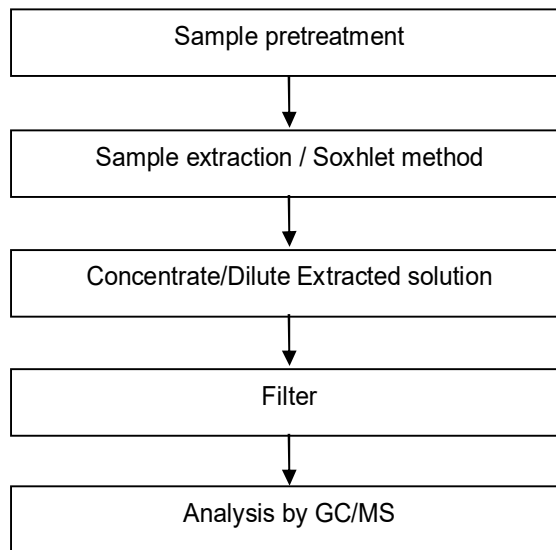 Sample pretreatment
Sample extraction / Soxhlet method
Concentrate/Dilute Extracted solution
Filter
Analysis by GC/MS